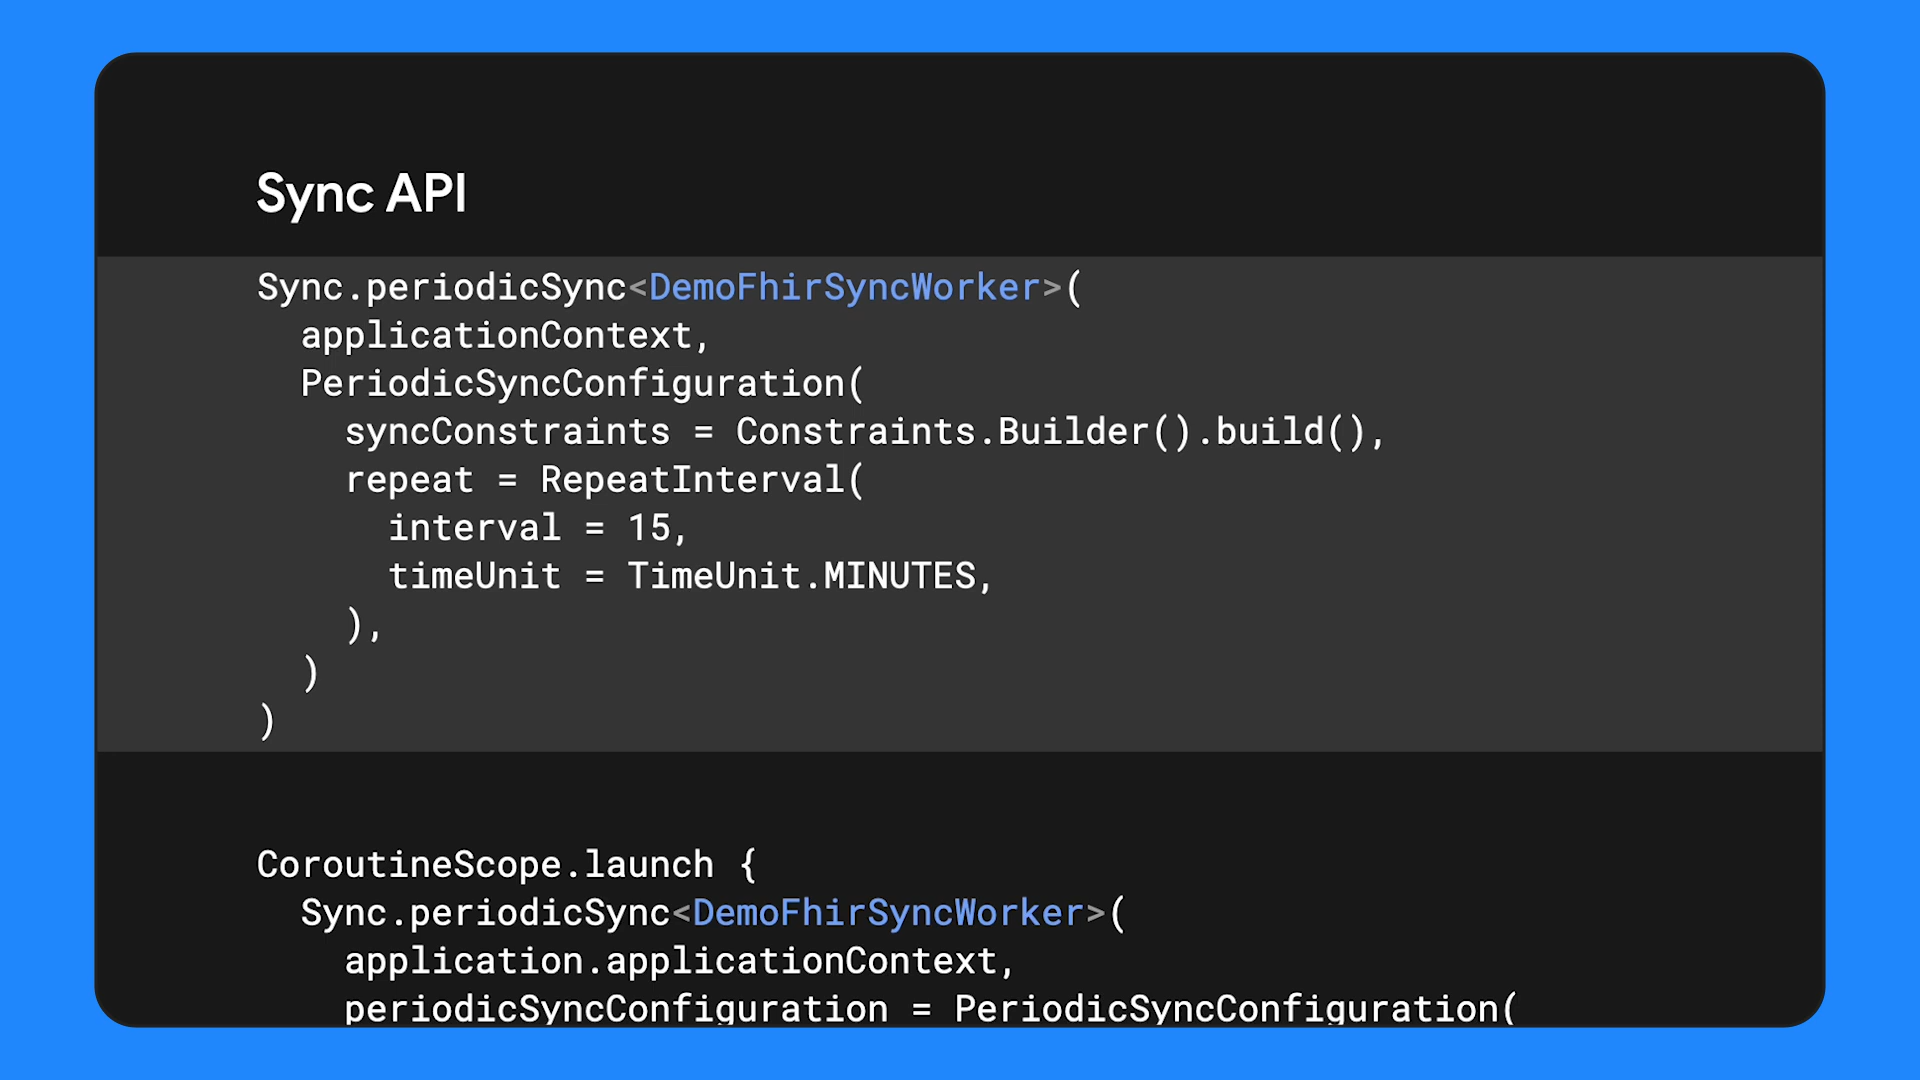 Sync API
Sync.periodicSync<DemoFhirSyncWorker>(
  applicationContext,
  PeriodicSyncConfiguration(
    syncConstraints = Constraints.Builder().build(),
    repeat = RepeatInterval(
      interval = 15,
      timeUnit = TimeUnit.MINUTES,
    ),
  )
)
CoroutineScope.launch {
  Sync.periodicSync<DemoFhirSyncWorker>(
    application.applicationContext,
    periodicSyncConfiguration = PeriodicSyncConfiguration(